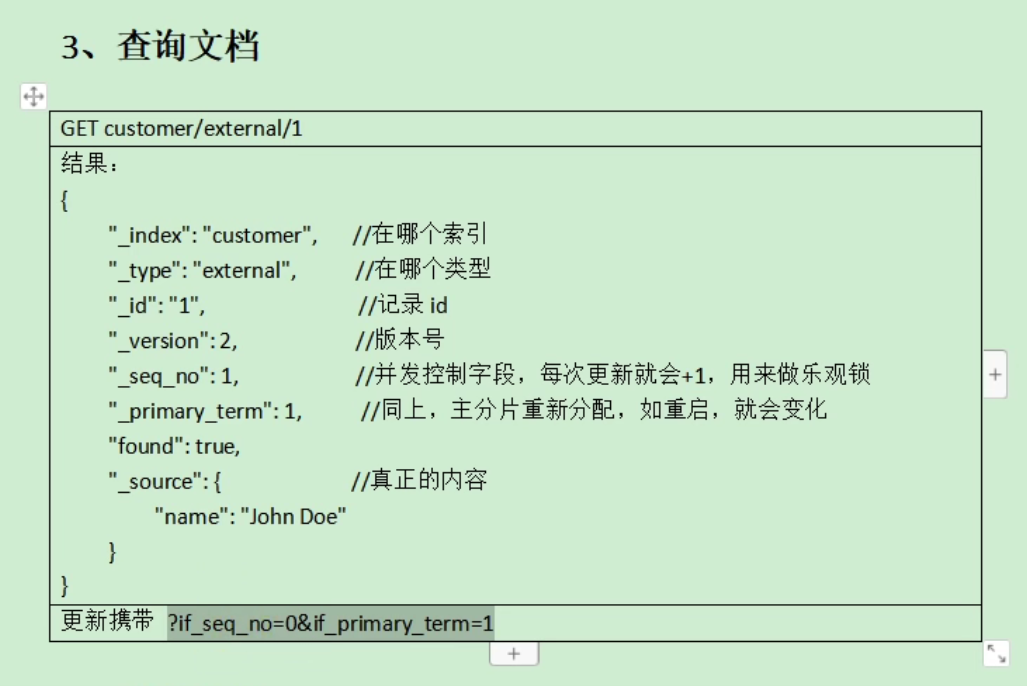 3、查询文档
GET customer/external/1
结果：
{
"_index": "customer", //在哪个索引
"_type": "external", //在哪个类型
"_id": "1", //记录 id
"_version": 2, //版本号
"_seq_no": 1, //并发控制字段，每次更新就会+1，用来做乐观锁
"_primary_term": 1, //同上，主分片重新分配，如重启，就会变化
"found": true,
"_source": { //真正的内容
"name": "John Doe"
}
}
更新携带 ?if_seq_no=0&if_primary_term=1